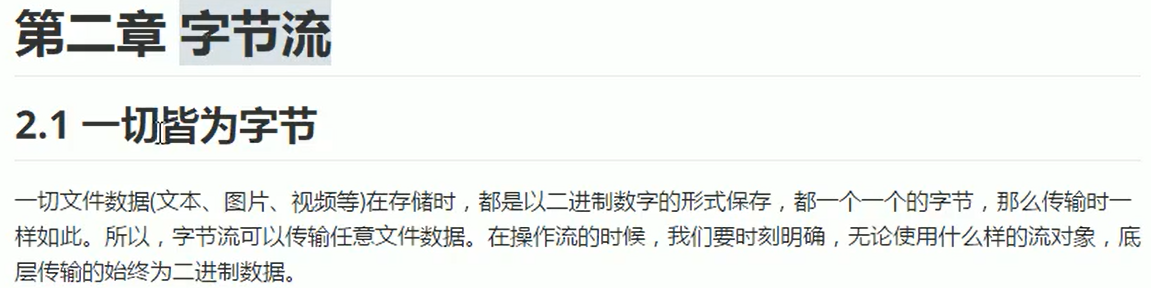 第二章 字节流
2.1 一切皆为字节
一切文件数据(文本、图片、视频等)在存储时，都是以二进制数字的形式保存，都一个一个的字节，那么传输时一
样如此。所以，字节流可以传输任意文件数据。在操作流的时候，我们要时刻明确，无论使用什么样的流对象，底
层传输的始终为二进制数据。